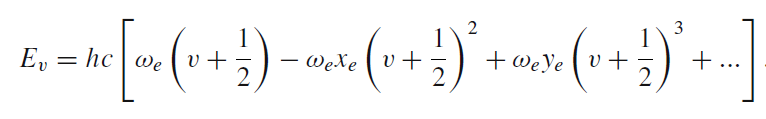 E_v = hc [ ω_e (v + 1/2) − ω_e x_e (v + 1/2)^2 + ω_e y_e (v + 1/2)^3 + ... ] .